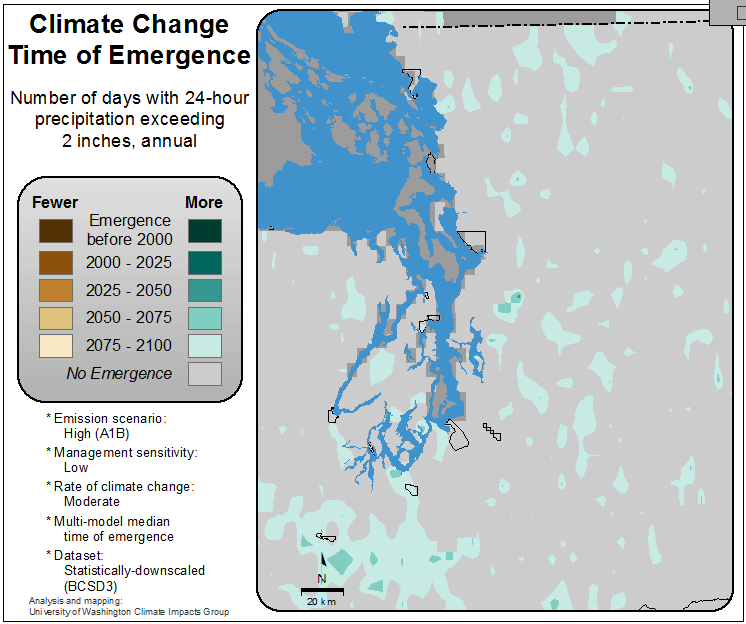 Climate Change
Time of Emergence
Number of days with 24-hour
precipitation exceeding
2 inches, annual
Fewer More
Emergence
before 2000
2000 - 2025
2025 - 2050
2050 - 2075
2075 - 2100
No Emergence
* Emission scenario:
High (A1B)
* Management sensitivity:
Low
* Rate of climate change:
Moderate
* Multi-model median
time of emergence
* Dataset:
Statistically-downscaled
(BCSD3)
Analysis and mapping:
University of Washington Climate Impacts Group
N
20 km